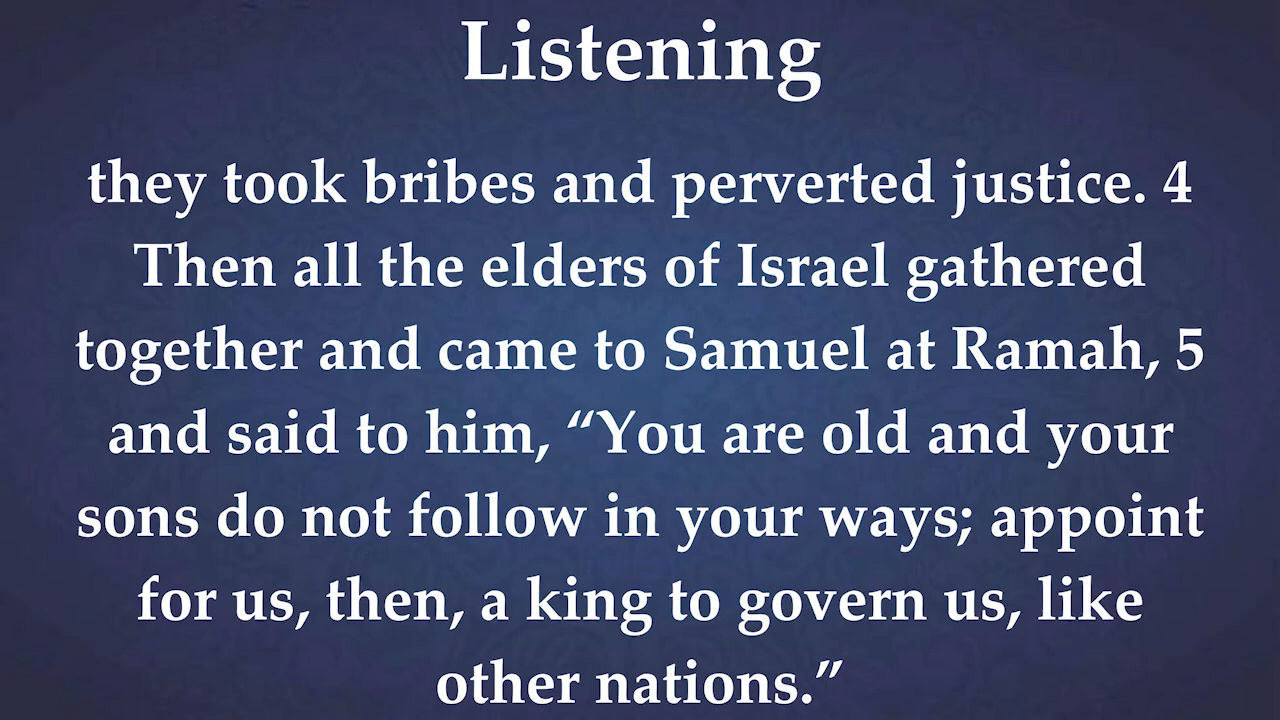 Listening
they took bribes and perverted justice. 4
Then all the elders of Israel gathered
together and came to Samuel at Ramah, 5
and said to him, “You are old and your
sons do not follow in your ways; appoint
for us, then, a king to govern us, like
other nations.”